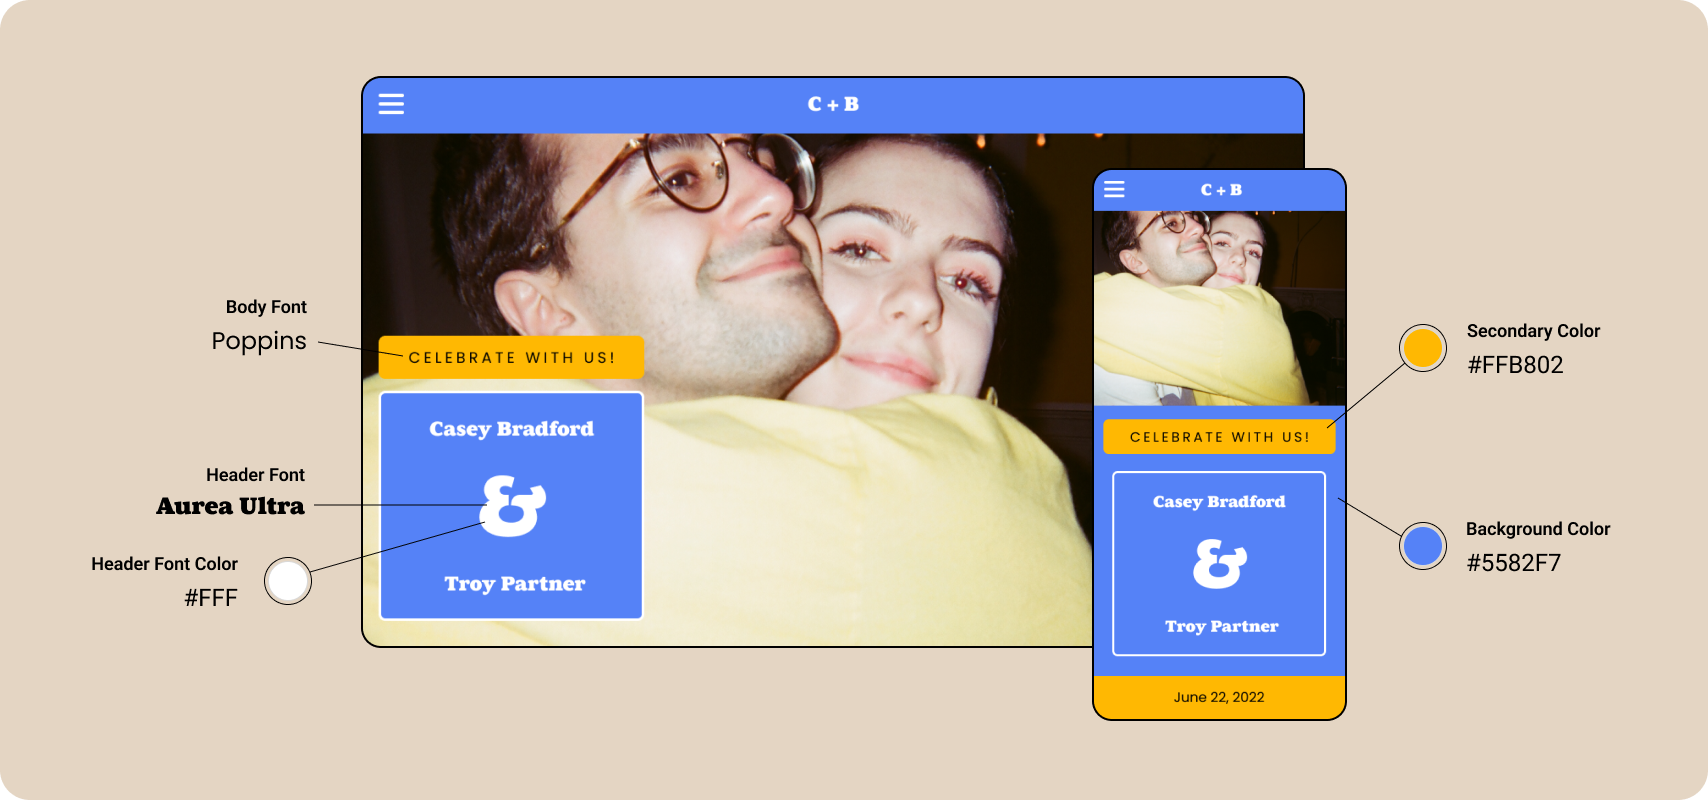 C + B
C + B
Body Font
Poppins
CELEBRATE WITH US!
Casey Bradford
&
Troy Partner
Header Font
Aurea Ultra
Header Font Color
#FFF
CELEBRATE WITH US!
Casey Bradford
&
Troy Partner
June 22, 2022
Secondary Color
#FFB802
Background Color
#5582F7